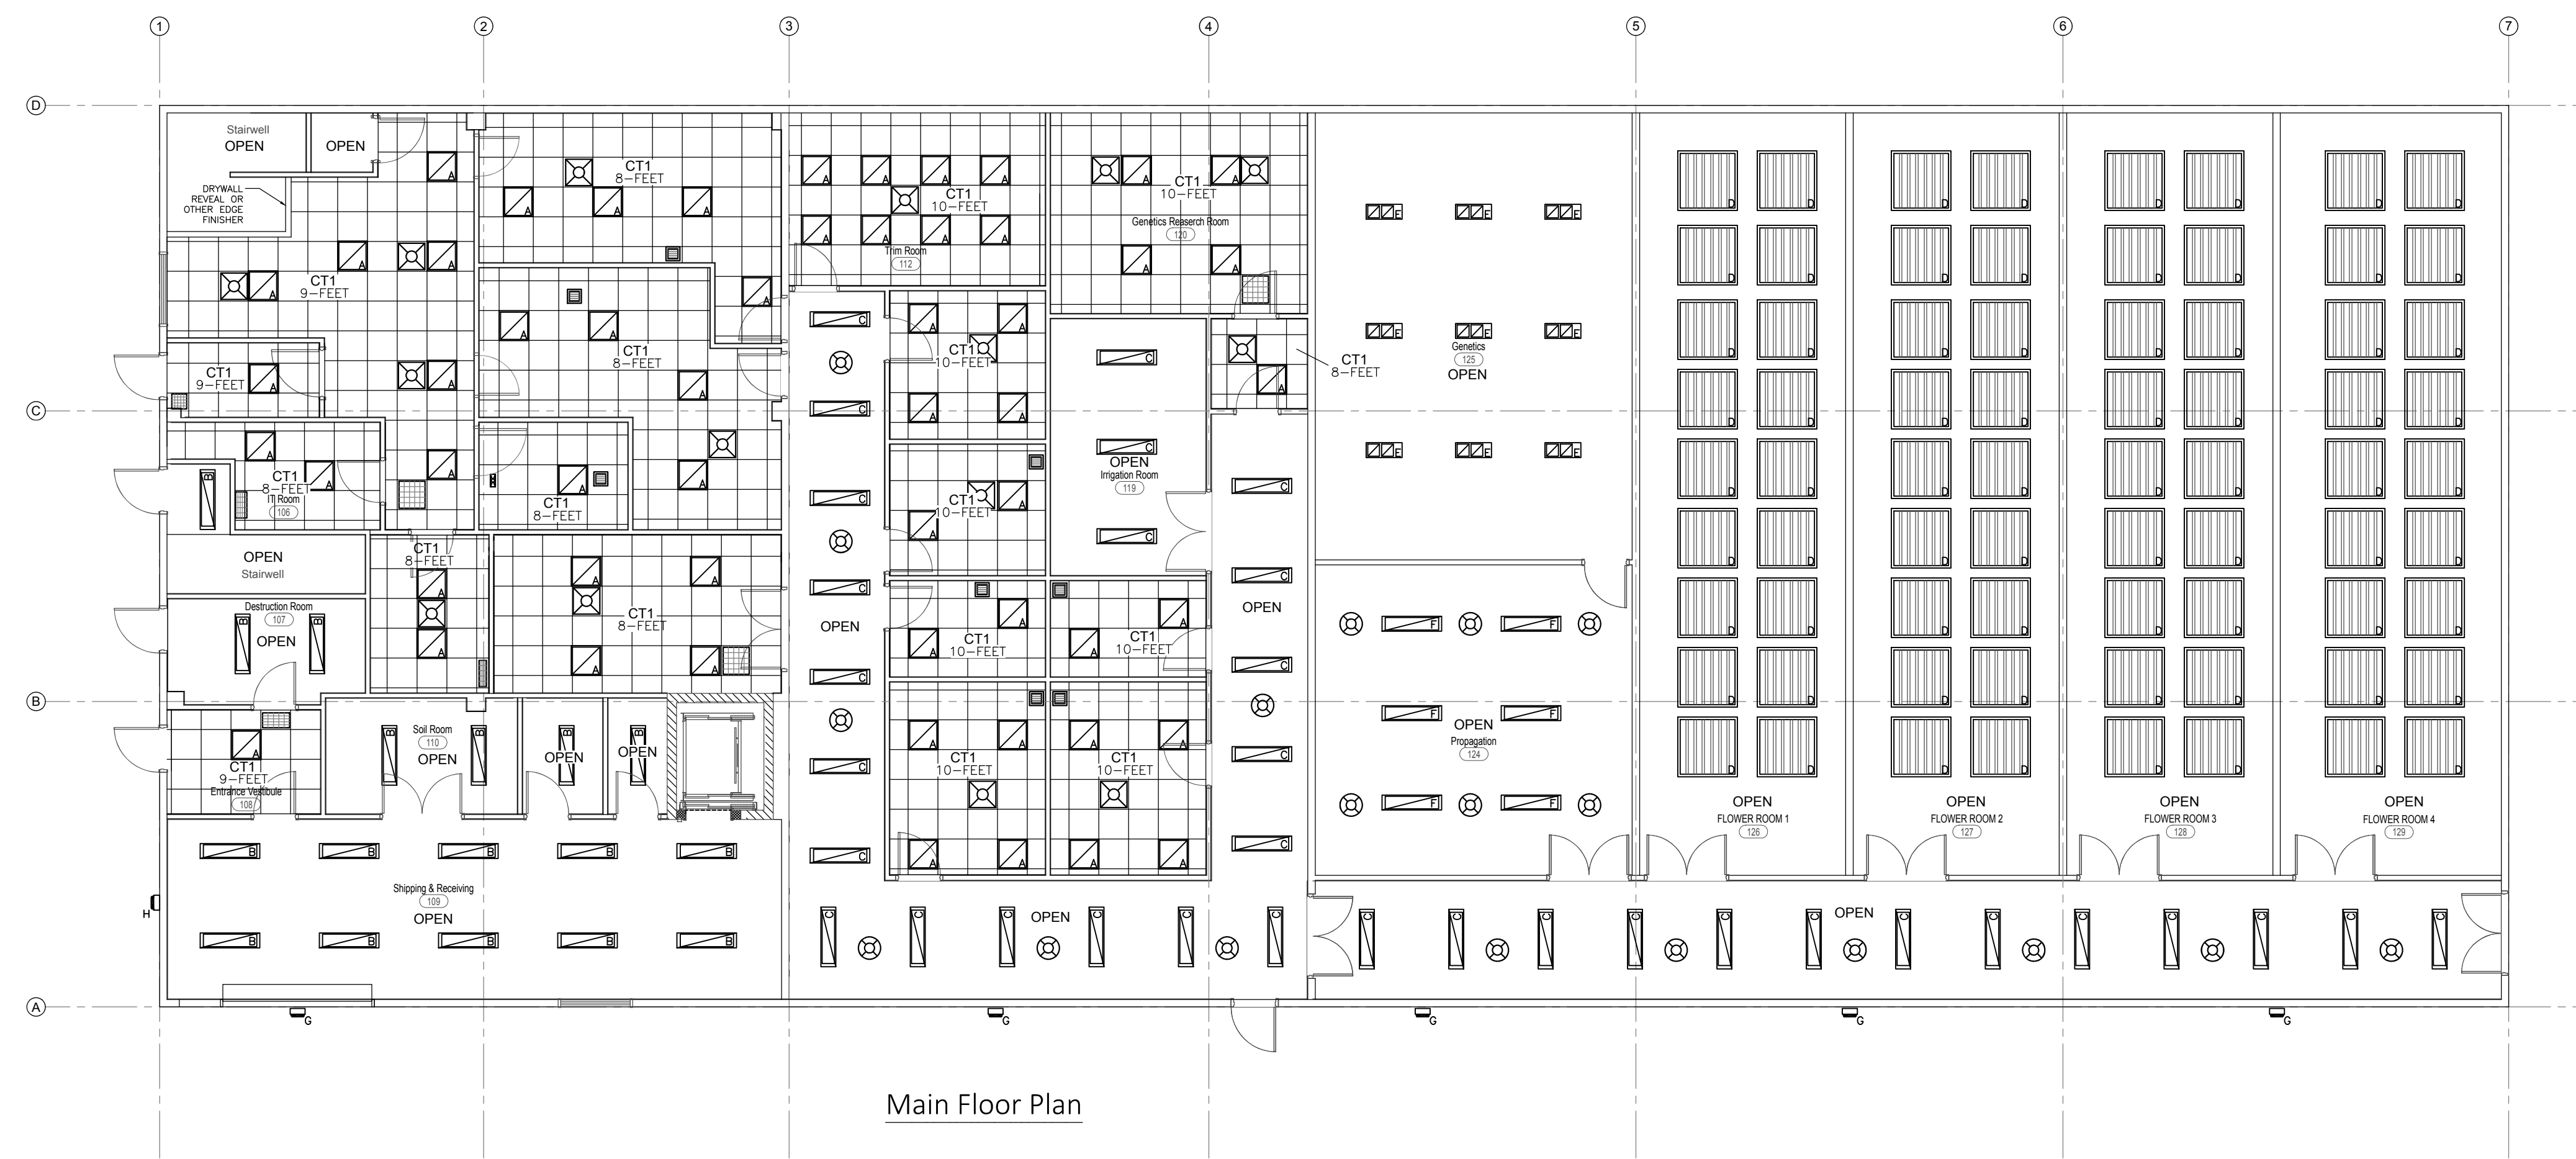 1 2 3 4 5 6 7
D
Stairwell
OPEN
OPEN
DRYWALL
REVEAL OR
OTHER EDGE
FINISHER
A
A A
A
CT1
9-FEET
A
CT1
9-FEET
A
A
CT1
8-FEET
A A A
A
CT1
8-FEET
A A
A
A
CT1
8-FEET
A
A A A A
CT1
10-FEET
A A A A
Trim Room
112
A A
CT1
10-FEET
Genetics Reaserch Room
120
A A
C
A A
CT1
8-FEET
IT Room
106
B
OPEN
Stairwell
CT1
8-FEET
A
A
A A
CT1
8-FEET
A A
Destruction Room
107
OPEN
B B
B
A
CT1
9-FEET
Entrance Vestibule
108
Soil Room
110
OPEN
B B
OPEN
B
OPEN
B
B B B B B
Shipping & Receiving
109
OPEN
B B B B B
H
C
C
C
C
OPEN
C
C
C
A A
CT1
10-FEET
A A
CT1
10-FEET
A
A
A
CT1
10-FEET
A
A
CT1
10-FEET
A A
CT1
10-FEET
A A
A A
CT1
10-FEET
A A
C
C
OPEN
Irrigation Room
119
C
A
CT1
8-FEET
C
C
OPEN
C
C
C
E E E
E E E
Genetics
125
OPEN
E E E
F F
F F
OPEN
Propagation
124
F F
D D D D D D D D
D D D D D D D D
D D D D D D D D
D D D D D D D D
D D D D D D D D
D D D D D D D D
D D D D D D D D
D D D D D D D D
D D D D D D D D
OPEN
FLOWER ROOM 1
126
OPEN
FLOWER ROOM 2
127
OPEN
FLOWER ROOM 3
128
OPEN
FLOWER ROOM 4
129
C C C OPEN C C C C C C C C C OPEN C C C C C C C
A
G G G G G
Main Floor Plan